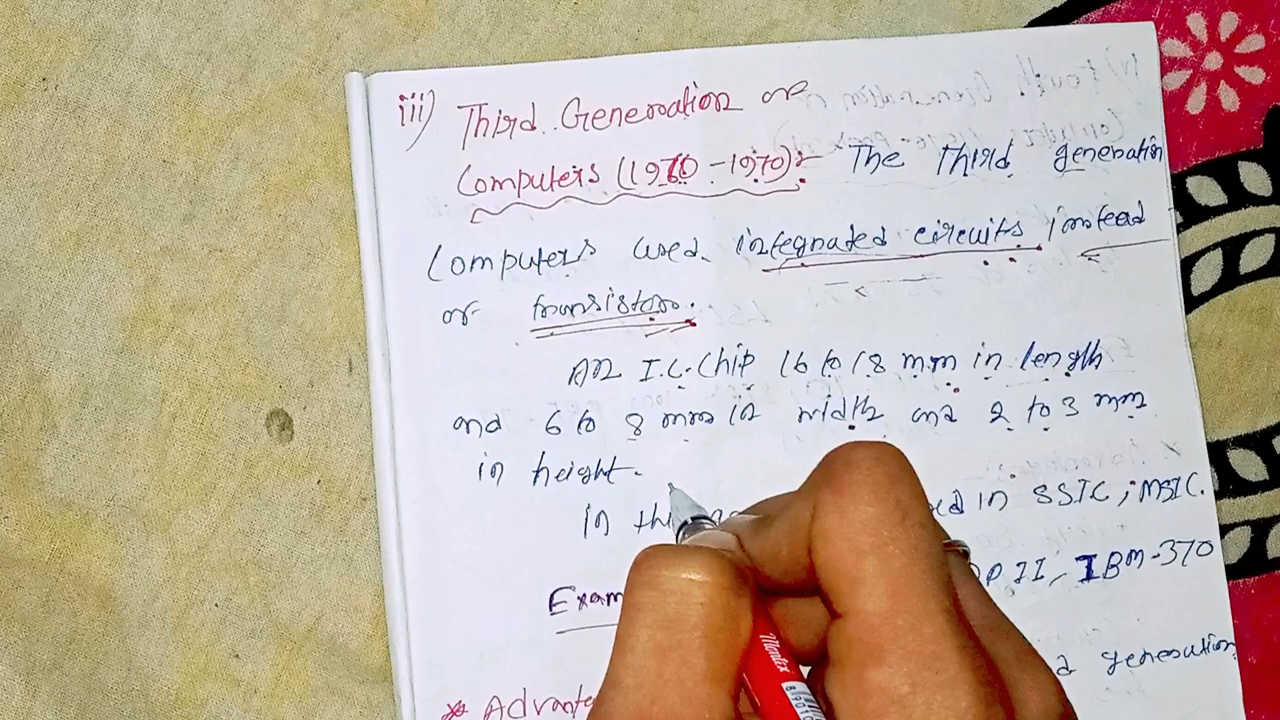 iii) Third Generation of
Computers (1960 - 1970):- The Third generation
Computers used integrated circuits instead
of transistors.
An I.C. Chip 16 to 18 mm in length
and 6 to 8 mm in width and 2 to 3 mm
in height.
in SSIC, MSIC.
IBM-370
generation
* Advant
Montex